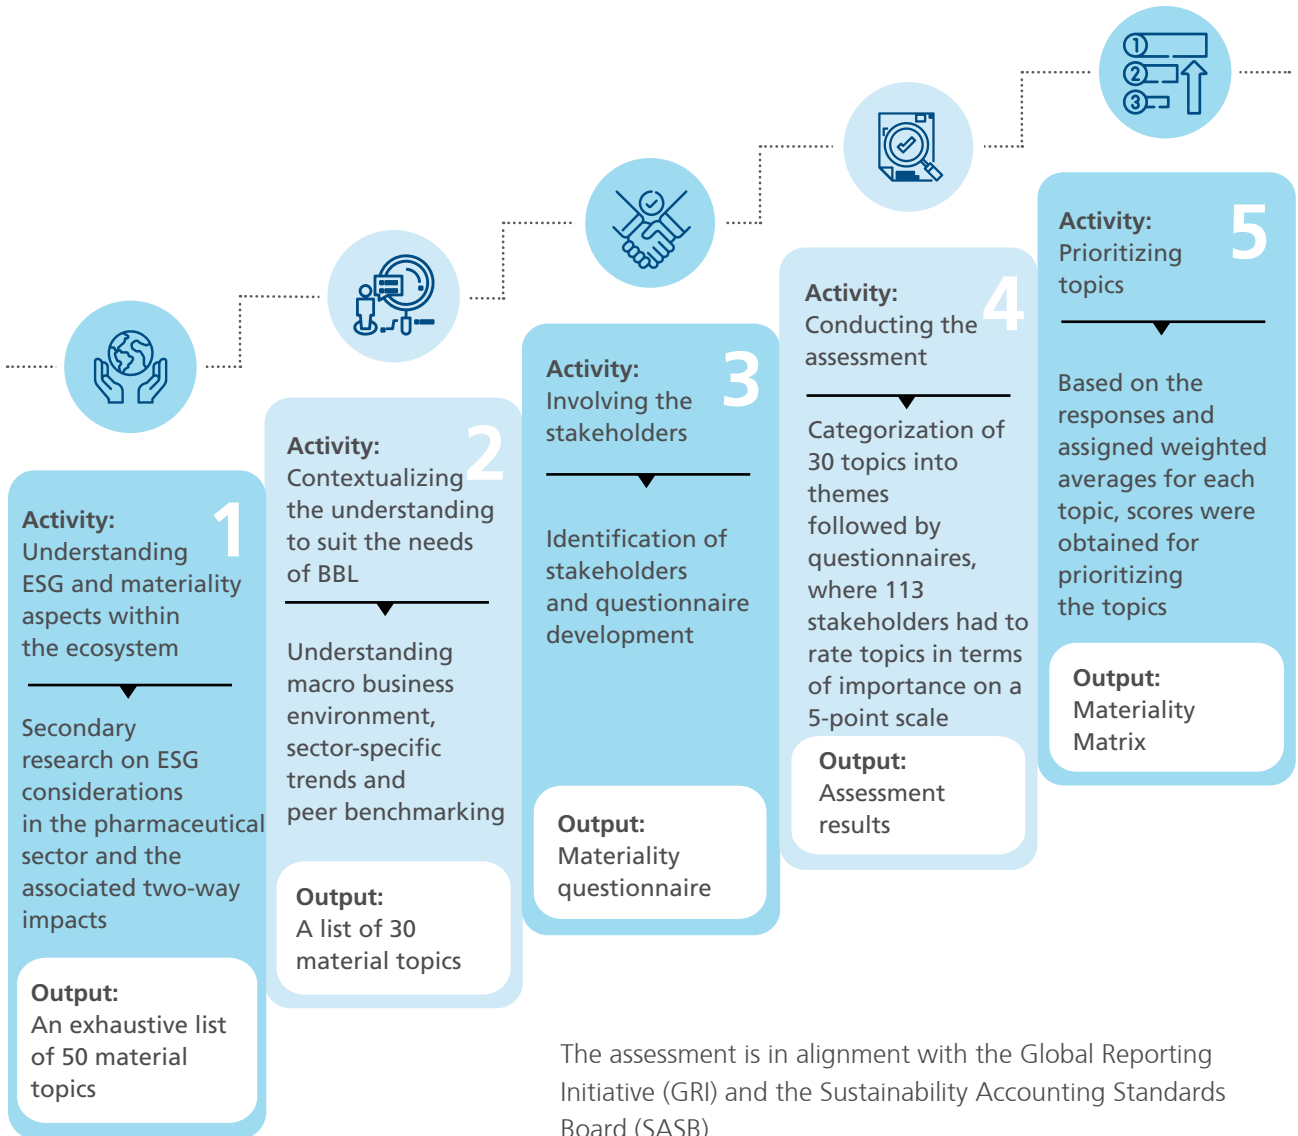 1
Activity:
Understanding
ESG and materiality
aspects within
the ecosystem
Secondary
research on ESG
considerations
in the pharmaceutical
sector and the
associated two-way
impacts
Output:
An exhaustive list
of 50 material
topics
2
Activity:
Contextualizing
the understanding
to suit the needs
of BBL
Understanding
macro business
environment,
sector-specific
trends and
peer benchmarking
Output:
A list of 30
material topics
3
Activity:
Involving the
stakeholders
Identification of
stakeholders
and questionnaire
development
Output:
Materiality
questionnaire
4
Activity:
Conducting the
assessment
Categorization of
30 topics into
themes
followed by
questionnaires,
where 113
stakeholders had to
rate topics in terms
of importance on a
5-point scale
Output:
Assessment
results
1
2
3
5
Activity:
Prioritizing
topics
Based on the
responses and
assigned weighted
averages for each
topic, scores were
obtained for
prioritizing
the topics
Output:
Materiality
Matrix
The assessment is in alignment with the Global Reporting
Initiative (GRI) and the Sustainability Accounting Standards
Board (SASB).